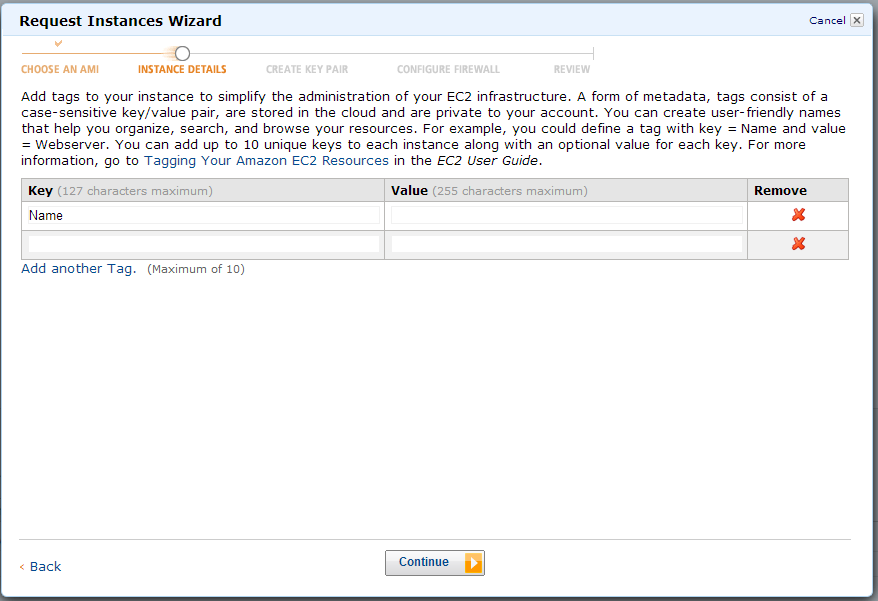 Request Instances Wizard
Cancel
CHOOSE AN AMI
INSTANCE DETAILS
CREATE KEY PAIR
CONFIGURE FIREWALL
REVIEW
Add tags to your instance to simplify the administration of your EC2 infrastructure. A form of metadata, tags consist of a
case-sensitive key/value pair, are stored in the cloud and are private to your account. You can create user-friendly names
that help you organize, search, and browse your resources. For example, you could define a tag with key = Name and value
= Webserver. You can add up to 10 unique keys to each instance along with an optional value for each key. For more
information, go to Tagging Your Amazon EC2 Resources in the EC2 User Guide.
Key (127 characters maximum)
Value (255 characters maximum)
Remove
Name
Add another Tag. (Maximum of 10)
< Back
Continue